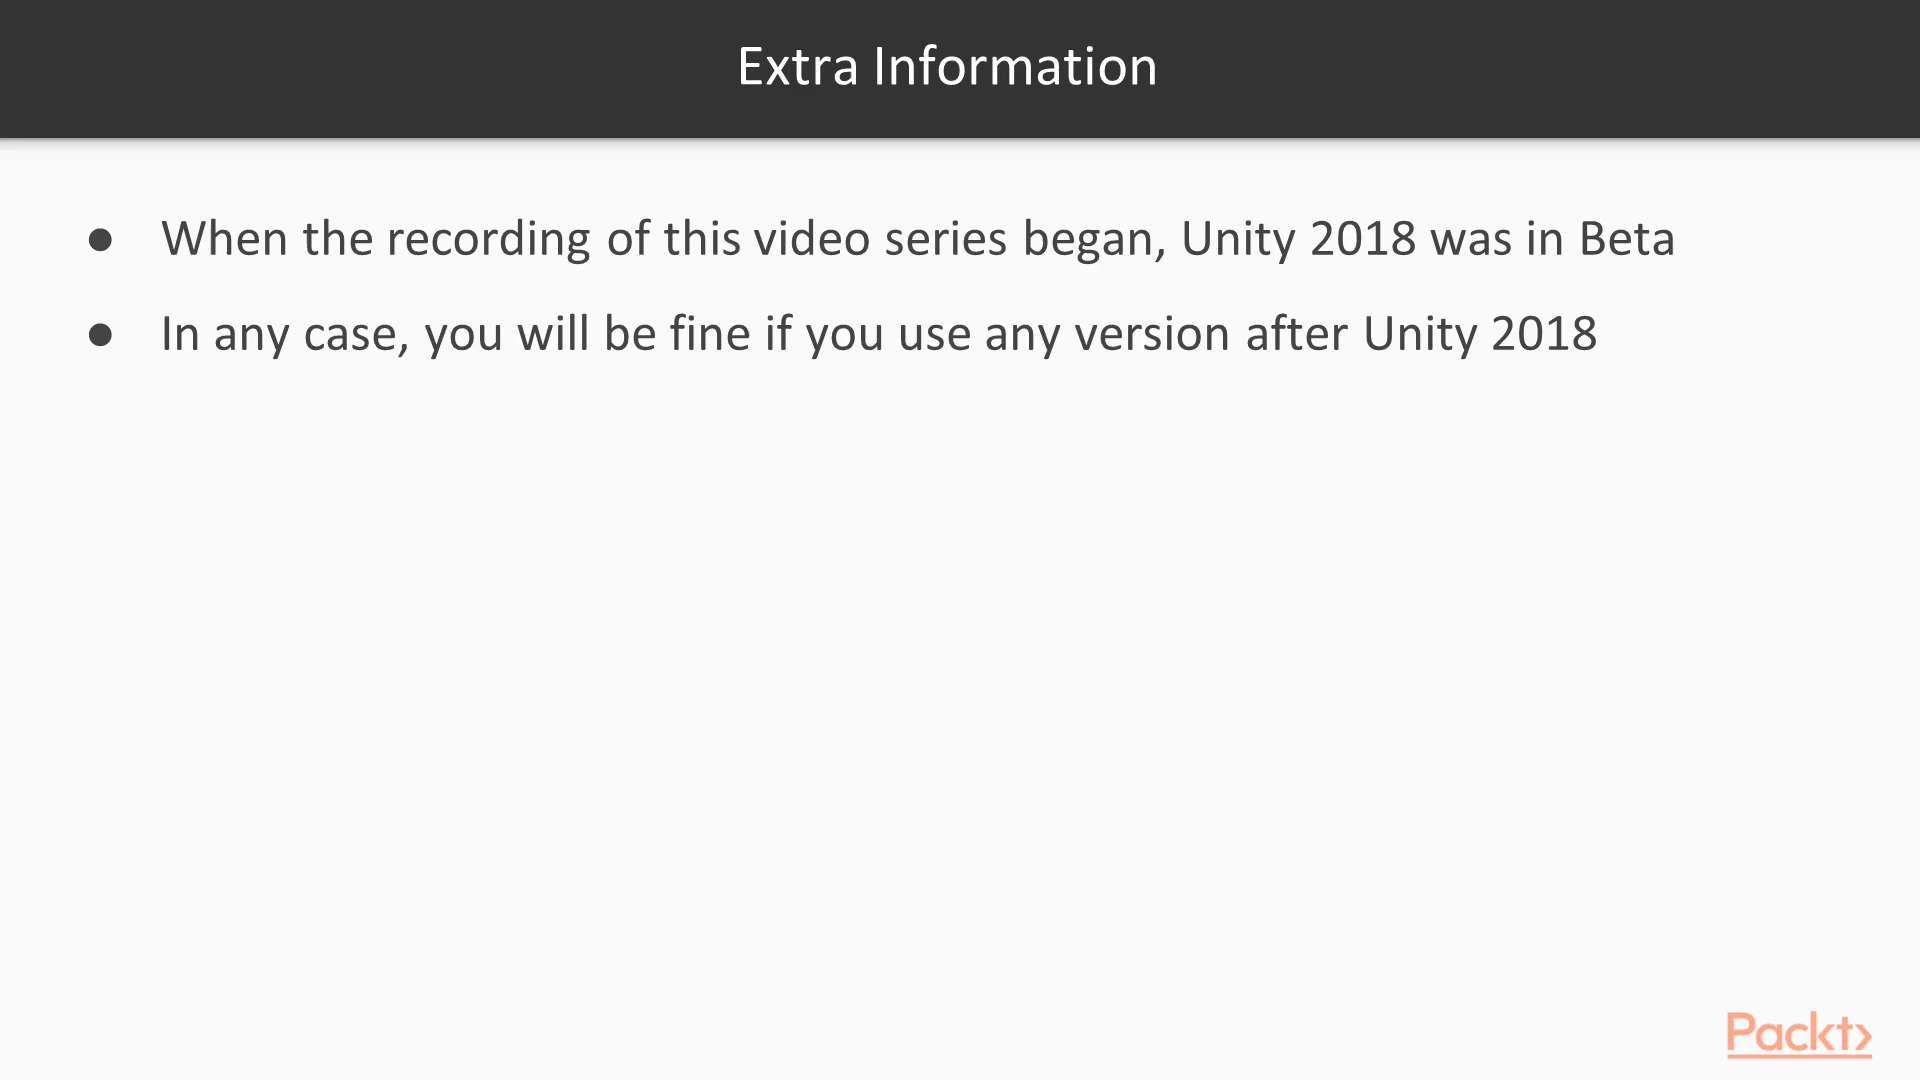 Extra Information
● When the recording of this video series began, Unity 2018 was in Beta
● In any case, you will be fine if you use any version after Unity 2018
Packt>